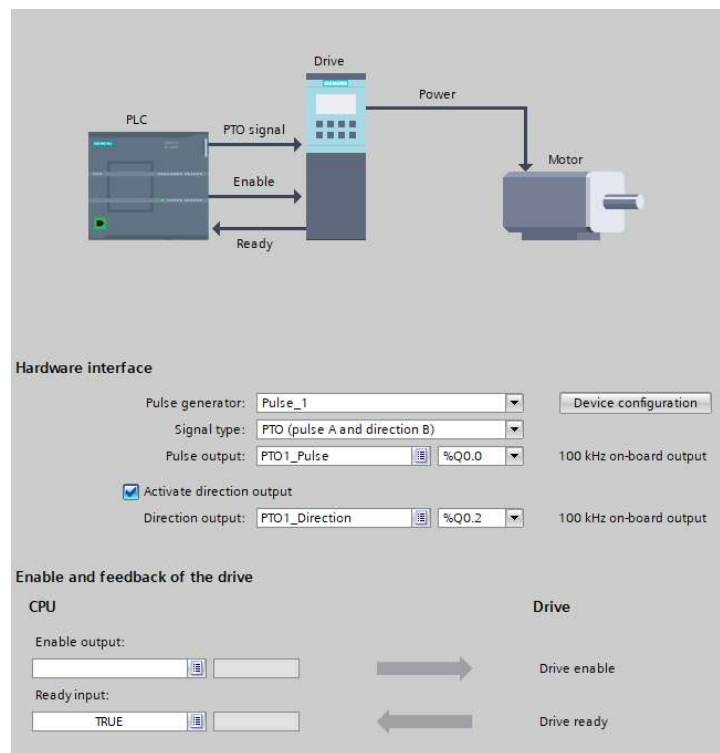 Drive
SIEMENS
Power
PLC
PTO signal
SIEMENS
Motor
Enable
Ready
Hardware interface
Pulse generator: Pulse_1 Device configuration
Signal type: PTO (pulse A and direction B)
Pulse output: PTO1_Pulse %Q0.0 100 kHz on-board output
Activate direction output
Direction output: PTO1_Direction %Q0.2 100 kHz on-board output
Enable and feedback of the drive
CPU Drive
Enable output:
Drive enable
Ready input:
TRUE Drive ready